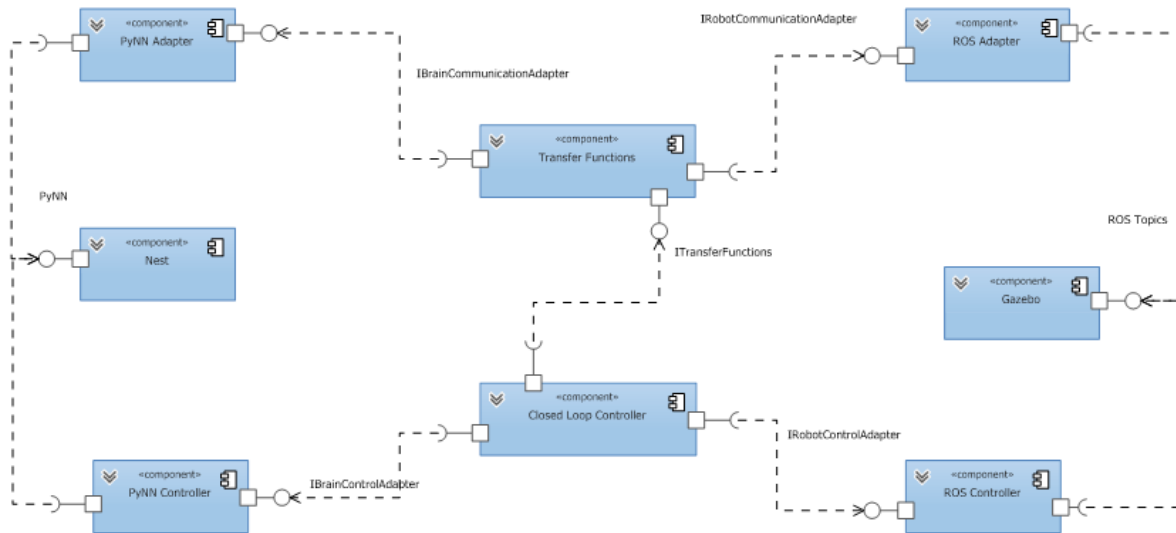 «component»
PyNN Adapter
IRobotCommunicationAdapter
«component»
ROS Adapter
IBrainCommunicationAdapter
«component»
Transfer Functions
PyNN
ROS Topics
«component»
Nest
ITransferFunctions
«component»
Gazebo
«component»
Closed Loop Controller
IRobotControlAdapter
«component»
PyNN Controller
IBrainControlAdapter
«component»
ROS Controller